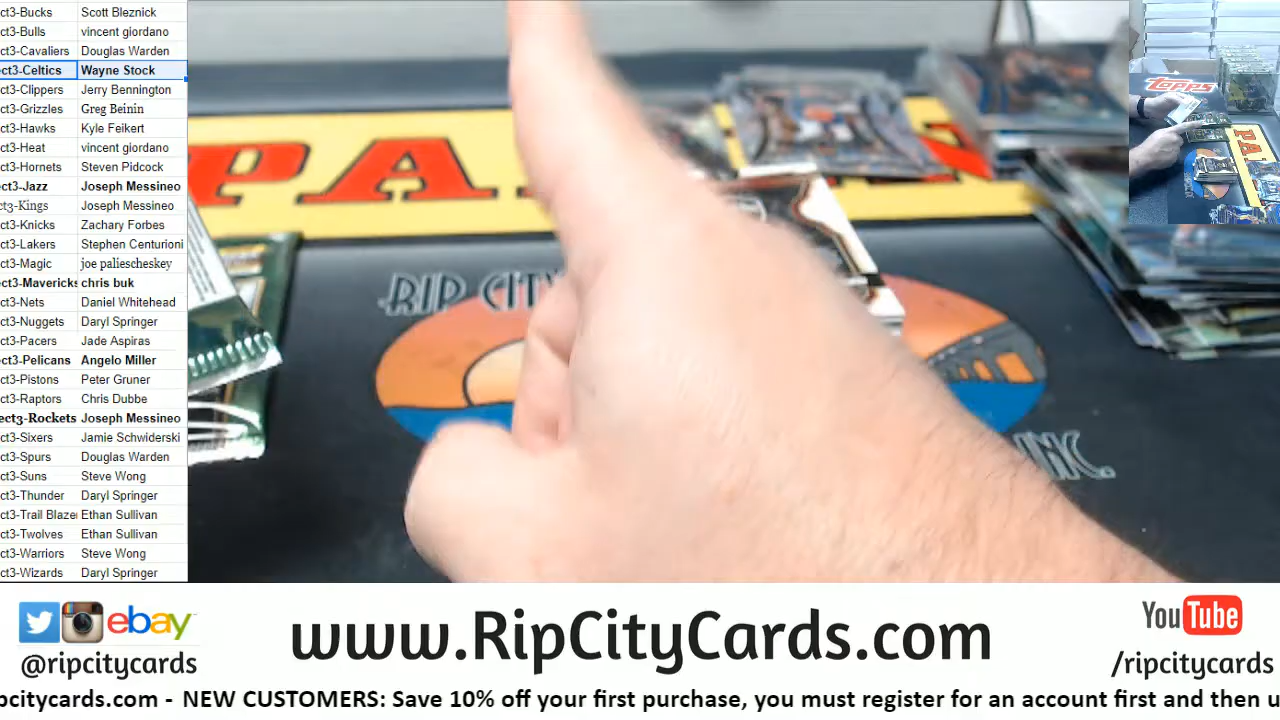 ct3-Bucks Scott Bleznick
ct3-Bulls vincent giordano
ct3-Cavaliers Douglas Warden
ect3-Celtics Wayne Stock
ct3-Clippers Jerry Bennington
ct3-Grizzles Greg Beinin
ct3-Hawks Kyle Feikert
ct3-Heat vincent giordano
ct3-Hornets Steven Pidcock
ect3-Jazz Joseph Messineo
ect3-Kings Joseph Messineo
ct3-Knicks Zachary Forbes
ct3-Lakers Stephen Centurioni
ct3-Magic joe paliescheskey
ect3-Mavericks chris buk
ct3-Nets Daniel Whitehead
ct3-Nuggets Daryl Springer
ct3-Pacers Jade Aspiras
ect3-Pelicans Angelo Miller
ct3-Pistons Peter Gruner
ct3-Raptors Chris Dubbe
ect3-Rockets Joseph Messineo
ct3-Sixers Jamie Schwiderski
ct3-Spurs Douglas Warden
ct3-Suns Steve Wong
ct3-Thunder Daryl Springer
ct3-Trail Blaze Ethan Sullivan
ct3-Twolves Ethan Sullivan
ct3-Warriors Steve Wong
ct3-Wizards Daryl Springer
PA
RIP CITY
INC.
Topps
PA
ebay
@ripcitycards
www.RipCityCards.com
YouTube
/ripcitycards
pcitycards.com - NEW CUSTOMERS: Save 10% off your first purchase, you must register for an account first and then u